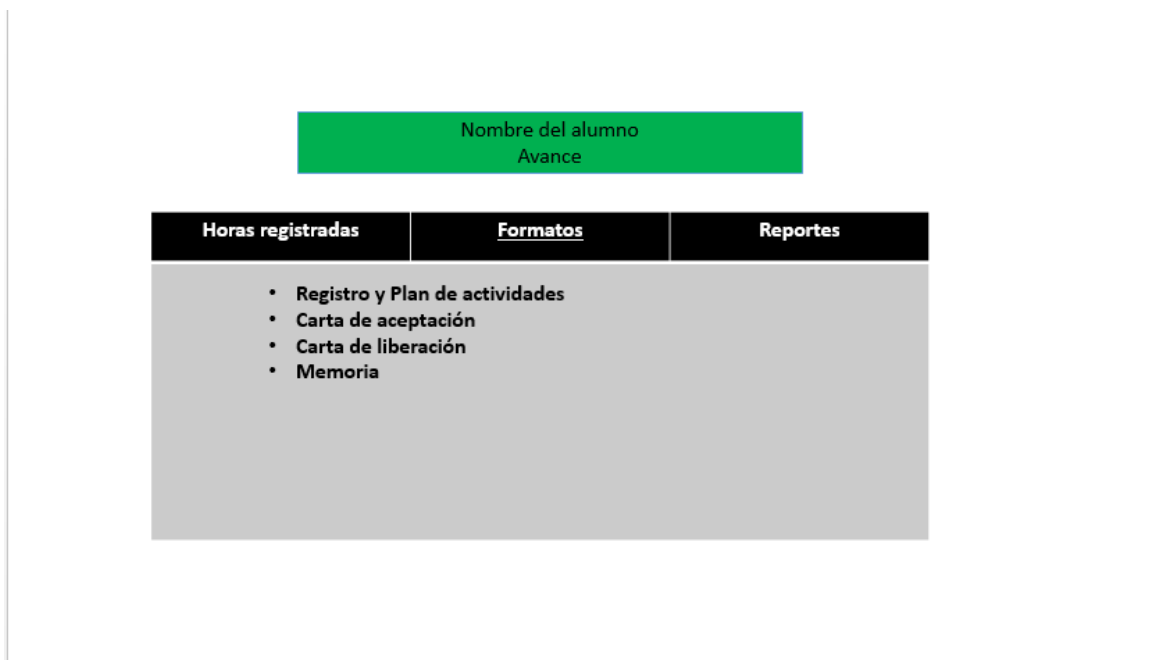 Nombre del alumno
Avance
Horas registradas
Formatos
Reportes
• Registro y Plan de actividades
• Carta de aceptación
• Carta de liberación
• Memoria